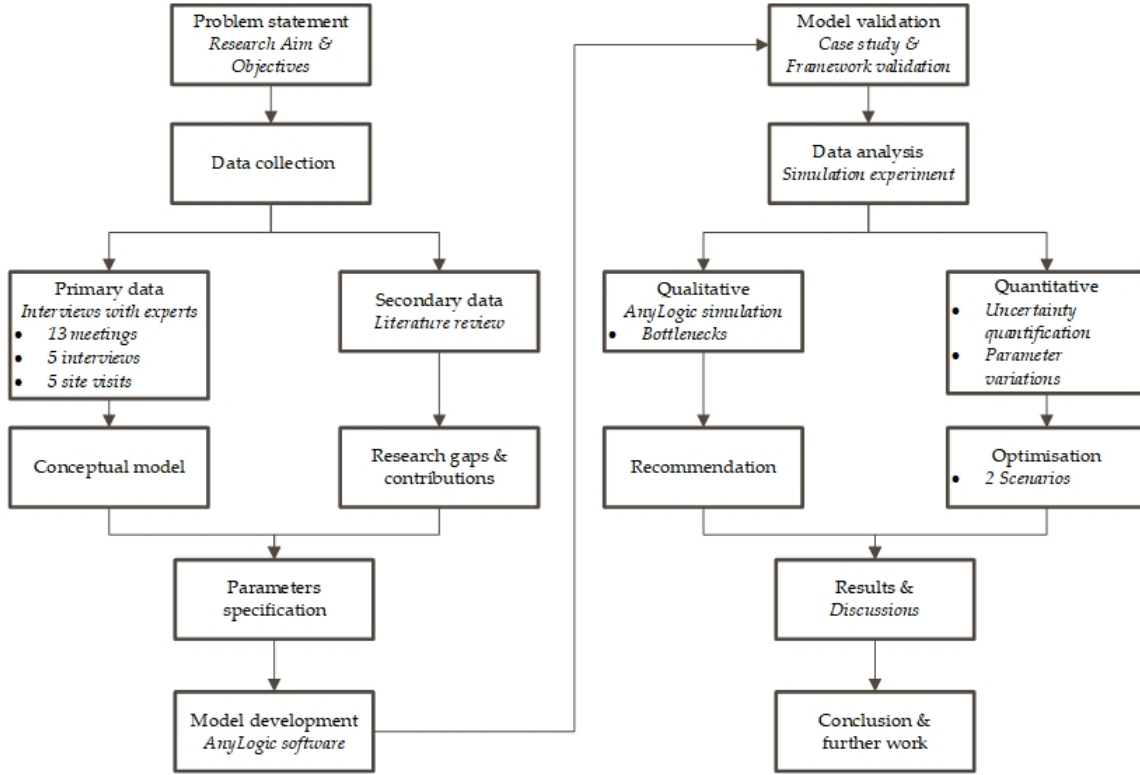 Problem statement
Research Aim &
Objectives
Data collection
Primary data
Interviews with experts
• 13 meetings
• 5 interviews
• 5 site visits
Secondary data
Literature review
Conceptual model
Research gaps &
contributions
Parameters
specification
Model development
AnyLogic software
Model validation
Case study &
Framework validation
Data analysis
Simulation experiment
Qualitative
AnyLogic simulation
• Bottlenecks
Quantitative
• Uncertainty
quantification
• Parameter
variations
Recommendation
Optimisation
• 2 Scenarios
Results &
Discussions
Conclusion &
further work